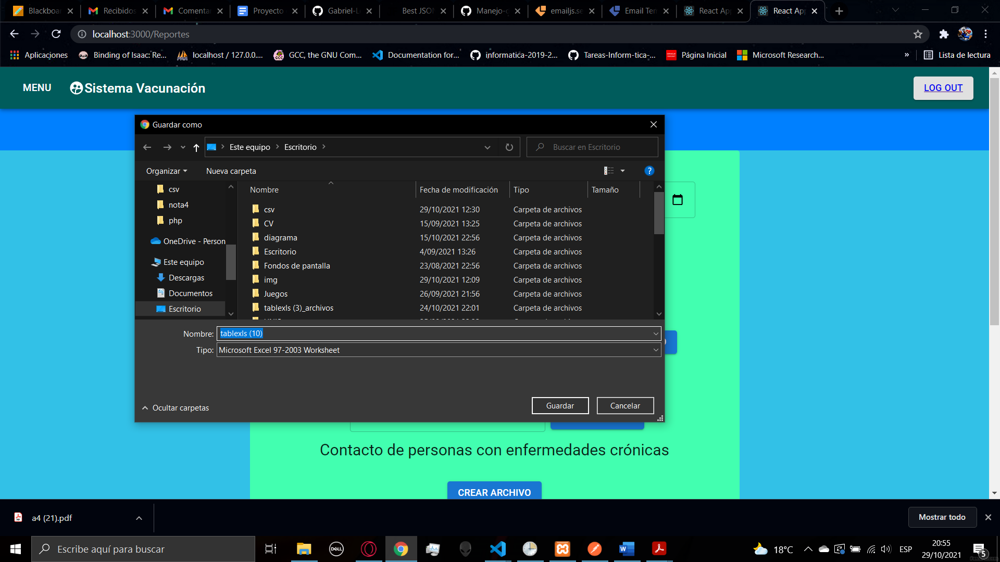 Blackboar
Recibidos
Comentar
Proyecto
Gabriel-L
Best JSON
Manejo-c
emailjs.se
Email Tem
React Ap
React Ap
localhost:3000/Reportes
Aplicaciones
Binding of Isaac: Re...
localhost / 127.0.0....
GCC, the GNU Com...
Documentation for...
informatica-2019-2...
Tareas-Inform-tica-...
Página Inicial
Microsoft Research...
»
Lista de lectura
MENU
Sistema Vacunación
LOG OUT
Guardar como
Este equipo
Escritorio
Buscar en Escritorio
Organizar
Nueva carpeta
?
csv
nota4
php
OneDrive - Person
Este equipo
Descargas
Documentos
Escritorio
Nombre Fecha de modificación Tipo Tamaño
csv 29/10/2021 12:30 Carpeta de archivos
CV 15/09/2021 13:25 Carpeta de archivos
diagrama 15/10/2021 22:56 Carpeta de archivos
Escritorio 4/09/2021 13:26 Carpeta de archivos
Fondos de pantalla 23/08/2021 22:56 Carpeta de archivos
img 29/10/2021 12:09 Carpeta de archivos
Juegos 26/09/2021 21:56 Carpeta de archivos
tablexls (3)_archivos 24/10/2021 22:01 Carpeta de archivos
Nombre: tablexls (10)
Tipo: Microsoft Excel 97-2003 Worksheet
Ocultar carpetas
Guardar
Cancelar
Contacto de personas con enfermedades crónicas
CREAR ARCHIVO
a4 (21).pdf
Mostrar todo
Escribe aquí para buscar
DELL
18°C
ESP
20:55
29/10/2021
5